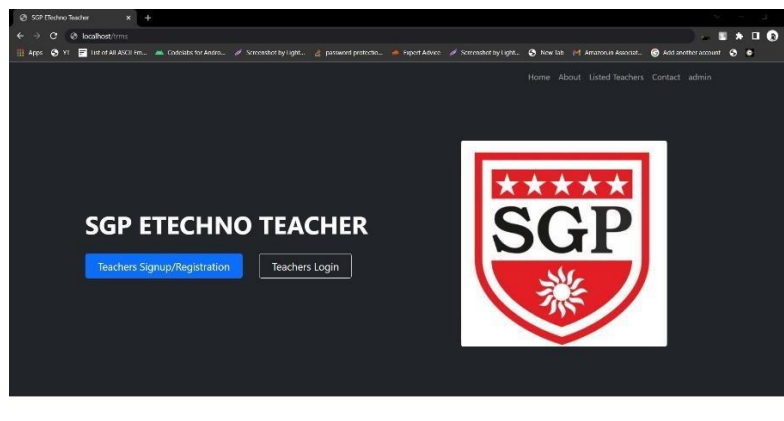 SGP ETechno Teacher
localhost/trms
Apps YT List of All ASCII Em... Codelabs for Andro... Screenshot by Light... password protectio... Expert Advice Screenshot by Light... New Tab Amazon.in Associat... Add another account
Home About Listed Teachers Contact admin
SGP ETECHNO TEACHER
Teachers Signup/Registration Teachers Login
SGP